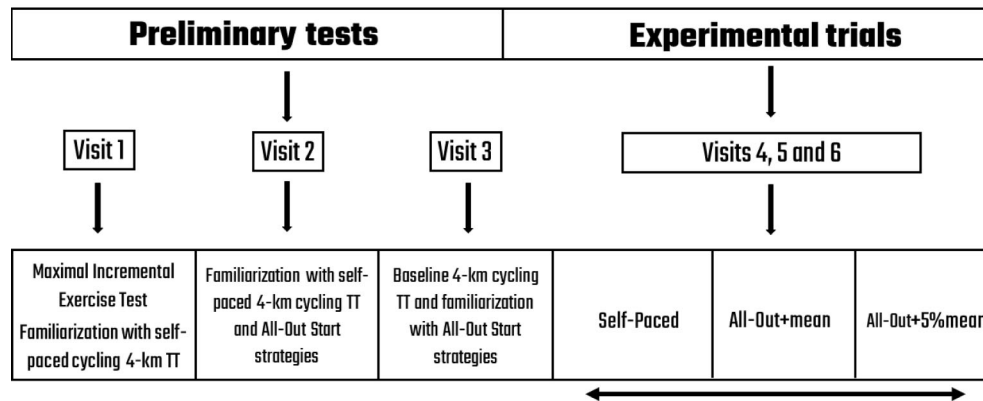 Preliminary tests
Experimental trials
Visit 1
Visit 2
Visit 3
Visits 4, 5 and 6
Maximal Incremental
Exercise Test
Familiarization with self-
paced cycling 4-km TT
Familiarization with self-
paced 4-km cycling TT
and All-Out Start
strategies
Baseline 4-km cycling
TT and familiarization
with All-Out Start
strategies
Self-Paced
All-Out+mean
All-Out+5%mean